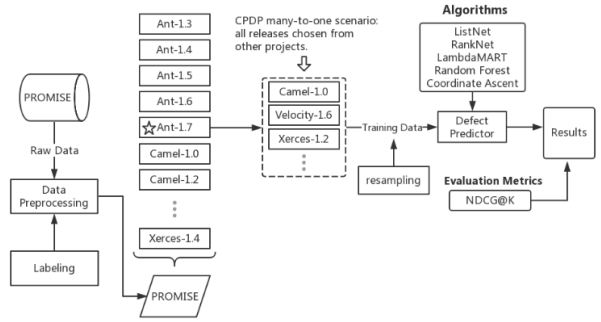 PROMISE
Raw Data
Data
Preprocessing
Labeling
Ant-1.3
Ant-1.4
Ant-1.5
Ant-1.6
Ant-1.7
Camel-1.0
Camel-1.2
Xerces-1.4
PROMISE
CPDP many-to-one scenario:
all releases chosen from
other projects.
Camel-1.0
Velocity-1.6
Xerces-1.2
Training Data
resampling
Algorithms
ListNet
RankNet
LambdaMART
Random Forest
Coordinate Ascent
Defect
Predictor
Results
Evaluation Metrics
NDCG@K